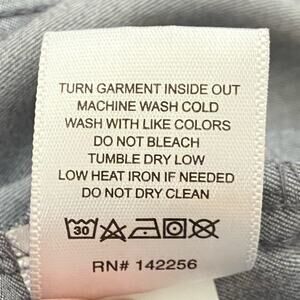 TURN GARMENT INSIDE OUT
MACHINE WASH COLD
WASH WITH LIKE COLORS
DO NOT BLEACH
TUMBLE DRY LOW
LOW HEAT IRON IF NEEDED
DO NOT DRY CLEAN
30
RN# 142256